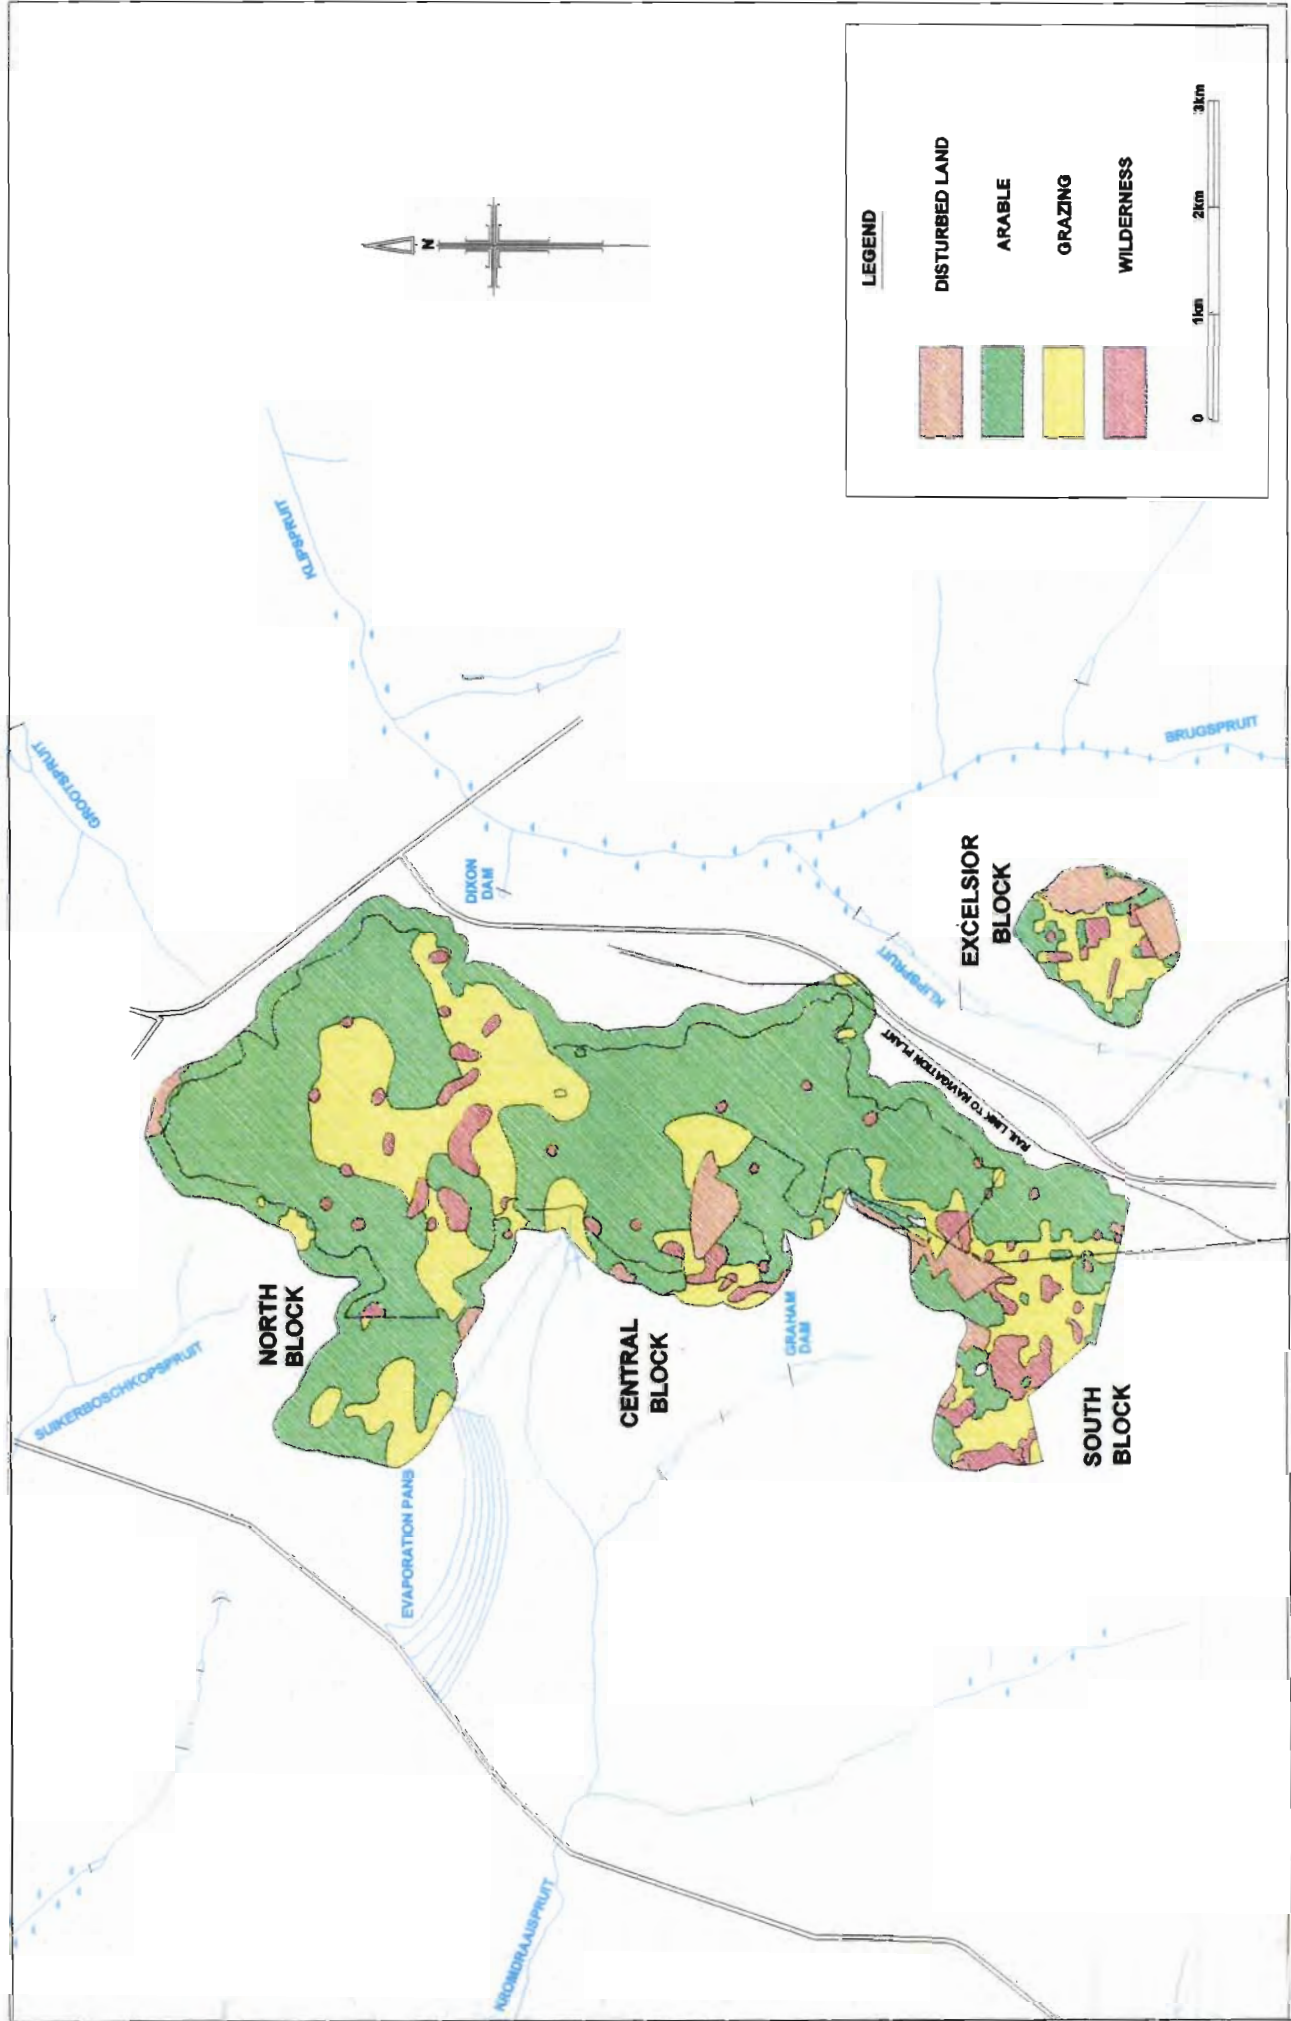 GROOTSPRUIT
KLIPSPRUIT
N
SUIKERBOSCHKOPSPRUIT
NORTH
BLOCK
DIXON
DAM
EVAPORATION PANS
CENTRAL
BLOCK
GRAHAM
DAM
KLIPSPRUIT
RAIL LINK TO NAVIGATION PLANT
EXCELSIOR
BLOCK
BRUGSPRUIT
SOUTH
BLOCK
KROMDRAAISPRUIT
LEGEND
DISTURBED LAND
ARABLE
GRAZING
WILDERNESS
0 1km 2km 3km